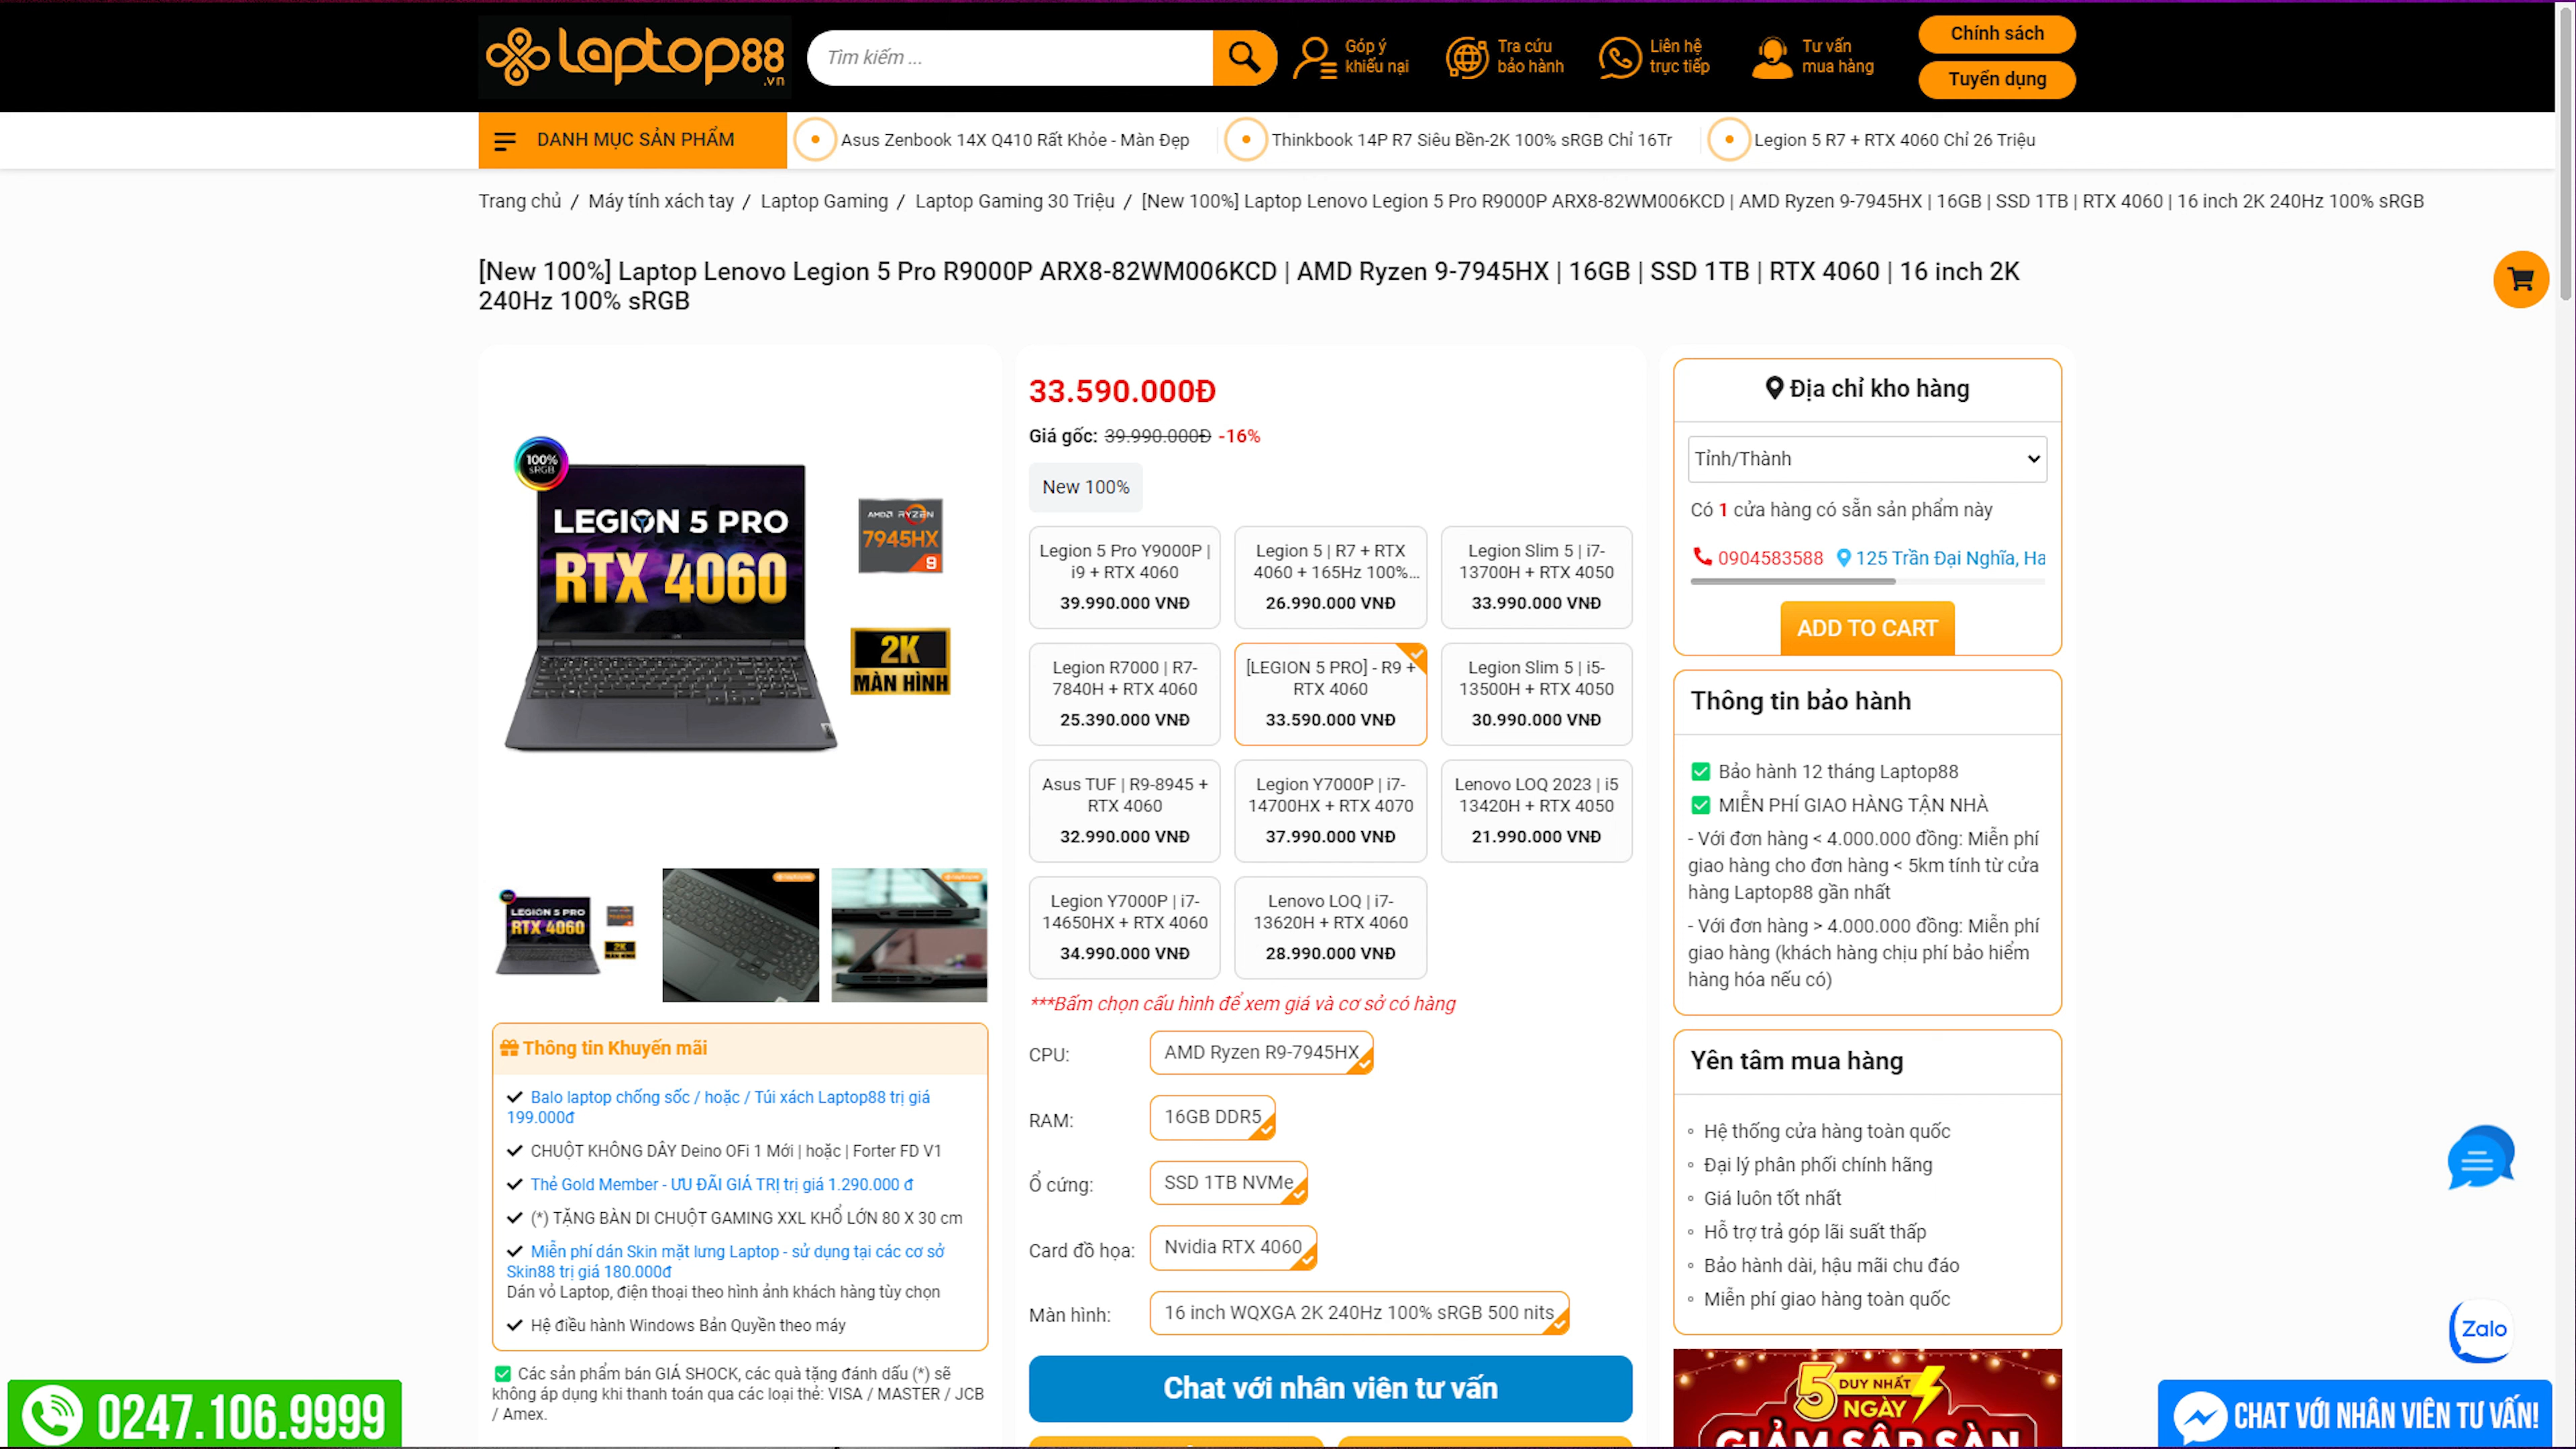 Laptop88
.vn
Tìm kiếm ...
Góp ý
khiếu nại
Tra cứu
bảo hành
Liên hệ
trực tiếp
Tư vấn
mua hàng
Chính sách
Tuyển dụng
DANH MỤC SẢN PHẨM
Asus Zenbook 14X Q410 Rất Khỏe - Màn Đẹp
Thinkbook 14P R7 Siêu Bền-2K 100% sRGB Chỉ 16Tr
Legion 5 R7 + RTX 4060 Chỉ 26 Triệu
Trang chủ / Máy tính xách tay / Laptop Gaming / Laptop Gaming 30 Triệu / [New 100%] Laptop Lenovo Legion 5 Pro R9000P ARX8-82WM006KCD | AMD Ryzen 9-7945HX | 16GB | SSD 1TB | RTX 4060 | 16 inch 2K 240Hz 100% sRGB
[New 100%] Laptop Lenovo Legion 5 Pro R9000P ARX8-82WM006KCD | AMD Ryzen 9-7945HX | 16GB | SSD 1TB | RTX 4060 | 16 inch 2K
240Hz 100% sRGB
100%
sRGB
LEGION 5 PRO
RTX 4060
AMD RYZEN
7945HX
9
2K
MÀN HÌNH
LEGION 5 PRO
RTX 4060
2K
MÀN HÌNH
Thông tin Khuyến mãi
Balo laptop chống sốc / hoặc / Túi xách Laptop88 trị giá
199.000đ
CHUỘT KHÔNG DÂY Deino OFi 1 Mới | hoặc | Forter FD V1
Thẻ Gold Member - ƯU ĐÃI GIÁ TRỊ trị giá 1.290.000 đ
(*) TẶNG BÀN DI CHUỘT GAMING XXL KHỔ LỚN 80 X 30 cm
Miễn phí dán Skin mặt lưng Laptop - sử dụng tại các cơ sở
Skin88 trị giá 180.000đ
Dán vỏ Laptop, điện thoại theo hình ảnh khách hàng tùy chọn
Hệ điều hành Windows Bản Quyền theo máy
Các sản phẩm bán GIÁ SHOCK, các quà tặng đánh dấu (*) sẽ
không áp dụng khi thanh toán qua các loại thẻ: VISA / MASTER / JCB
/ Amex.
0247.106.9999
33.590.000Đ
Giá gốc: 39.990.000Đ -16%
New 100%
Legion 5 Pro Y9000P |
i9 + RTX 4060
39.990.000 VNĐ
Legion 5 | R7 + RTX
4060 + 165Hz 100%...
26.990.000 VNĐ
Legion Slim 5 | i7-
13700H + RTX 4050
33.990.000 VNĐ
Legion R7000 | R7-
7840H + RTX 4060
25.390.000 VNĐ
[LEGION 5 PRO] - R9 +
RTX 4060
33.590.000 VNĐ
Legion Slim 5 | i5-
13500H + RTX 4050
30.990.000 VNĐ
Asus TUF | R9-8945 +
RTX 4060
32.990.000 VNĐ
Legion Y7000P | i7-
14700HX + RTX 4070
37.990.000 VNĐ
Lenovo LOQ 2023 | i5
13420H + RTX 4050
21.990.000 VNĐ
Legion Y7000P | i7-
14650HX + RTX 4060
34.990.000 VNĐ
Lenovo LOQ | i7-
13620H + RTX 4060
28.990.000 VNĐ
***Bấm chọn cấu hình để xem giá và cơ sở có hàng
CPU: AMD Ryzen R9-7945HX
RAM: 16GB DDR5
Ổ cứng: SSD 1TB NVMe
Card đồ họa: Nvidia RTX 4060
Màn hình: 16 inch WQXGA 2K 240Hz 100% sRGB 500 nits
Chat với nhân viên tư vấn
Địa chỉ kho hàng
Tỉnh/Thành
Có 1 cửa hàng có sẵn sản phẩm này
0904583588 125 Trần Đại Nghĩa, Ha
ADD TO CART
Thông tin bảo hành
Bảo hành 12 tháng Laptop88
MIỄN PHÍ GIAO HÀNG TẬN NHÀ
- Với đơn hàng < 4.000.000 đồng: Miễn phí
giao hàng cho đơn hàng < 5km tính từ cửa
hàng Laptop88 gần nhất
- Với đơn hàng > 4.000.000 đồng: Miễn phí
giao hàng (khách hàng chịu phí bảo hiểm
hàng hóa nếu có)
Yên tâm mua hàng
Hệ thống cửa hàng toàn quốc
Đại lý phân phối chính hãng
Giá luôn tốt nhất
Hỗ trợ trả góp lãi suất thấp
Bảo hành dài, hậu mãi chu đáo
Miễn phí giao hàng toàn quốc
5 DUY NHẤT
NGÀY
GIẢM SẬP SÀN
Zalo
CHAT VỚI NHÂN VIÊN TƯ VẤN!